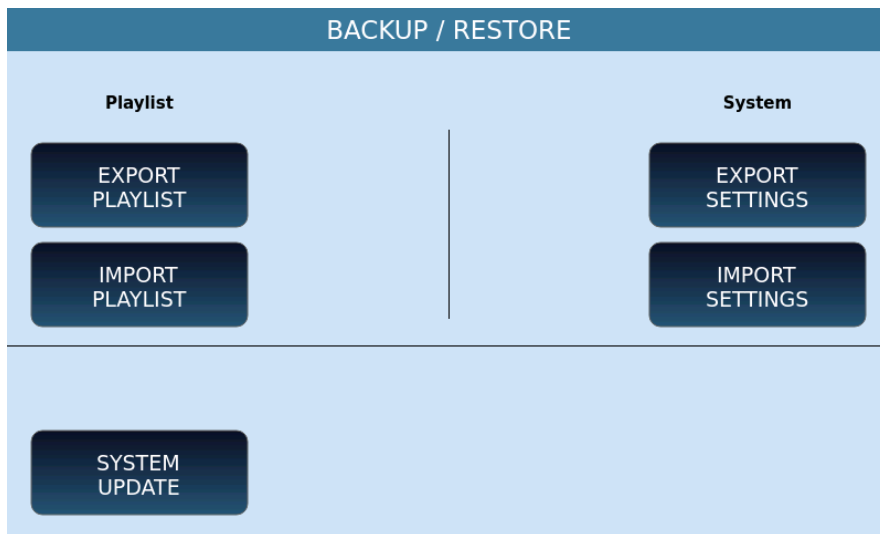 BACKUP / RESTORE
Playlist
System
EXPORT
PLAYLIST
EXPORT
SETTINGS
IMPORT
PLAYLIST
IMPORT
SETTINGS
SYSTEM
UPDATE